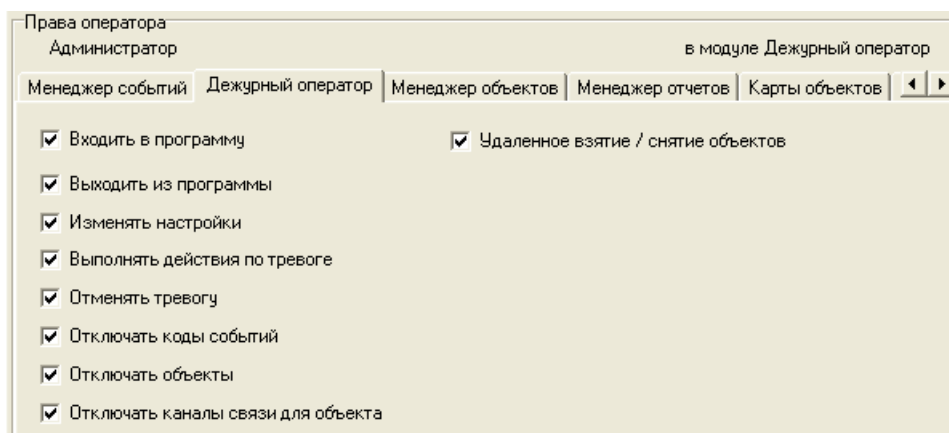 Права оператора
Администратор в модуле Дежурный оператор
Менеджер событий Дежурный оператор Менеджер объектов Менеджер отчетов Карты объектов
Входить в программу Удаленное взятие / снятие объектов
Выходить из программы
Изменять настройки
Выполнять действия по тревоге
Отменять тревогу
Отключать коды событий
Отключать объекты
Отключать каналы связи для объекта